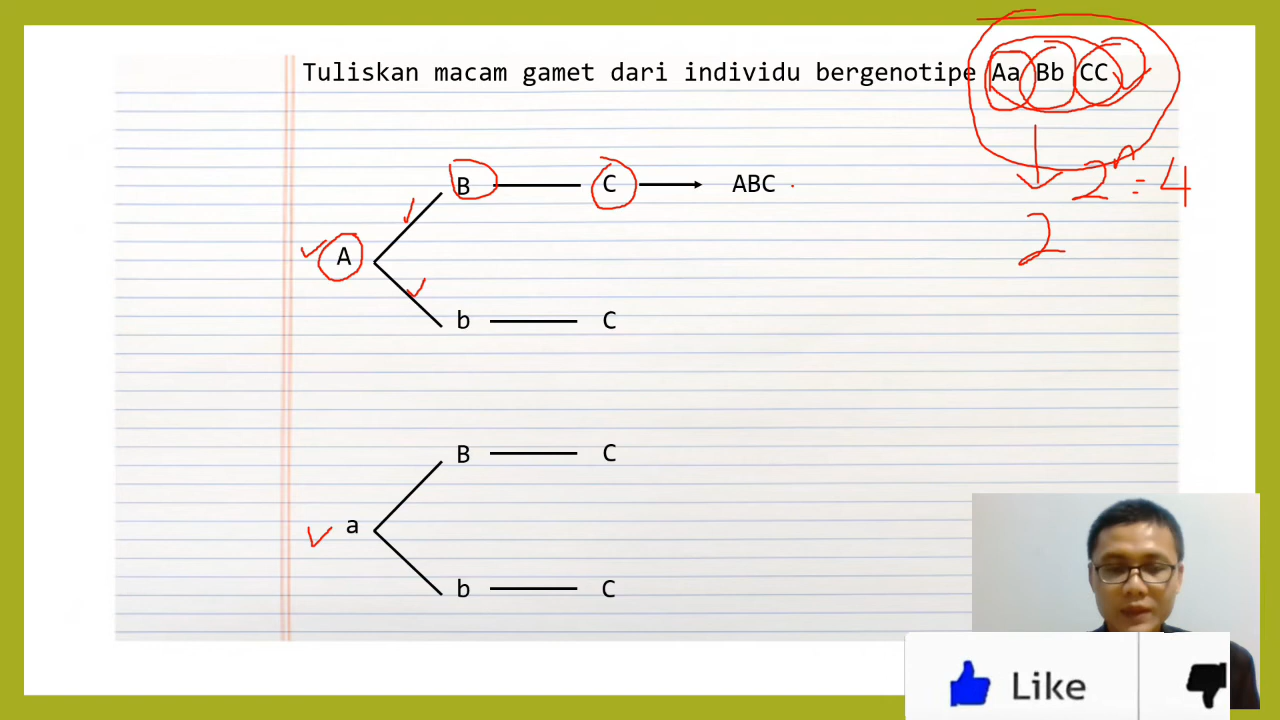 Tuliskan macam gamet dari individu bergenotipe Aa Bb CC
B C ABC
2ⁿ = 4
2
A
b C
B C
a
b C
Like